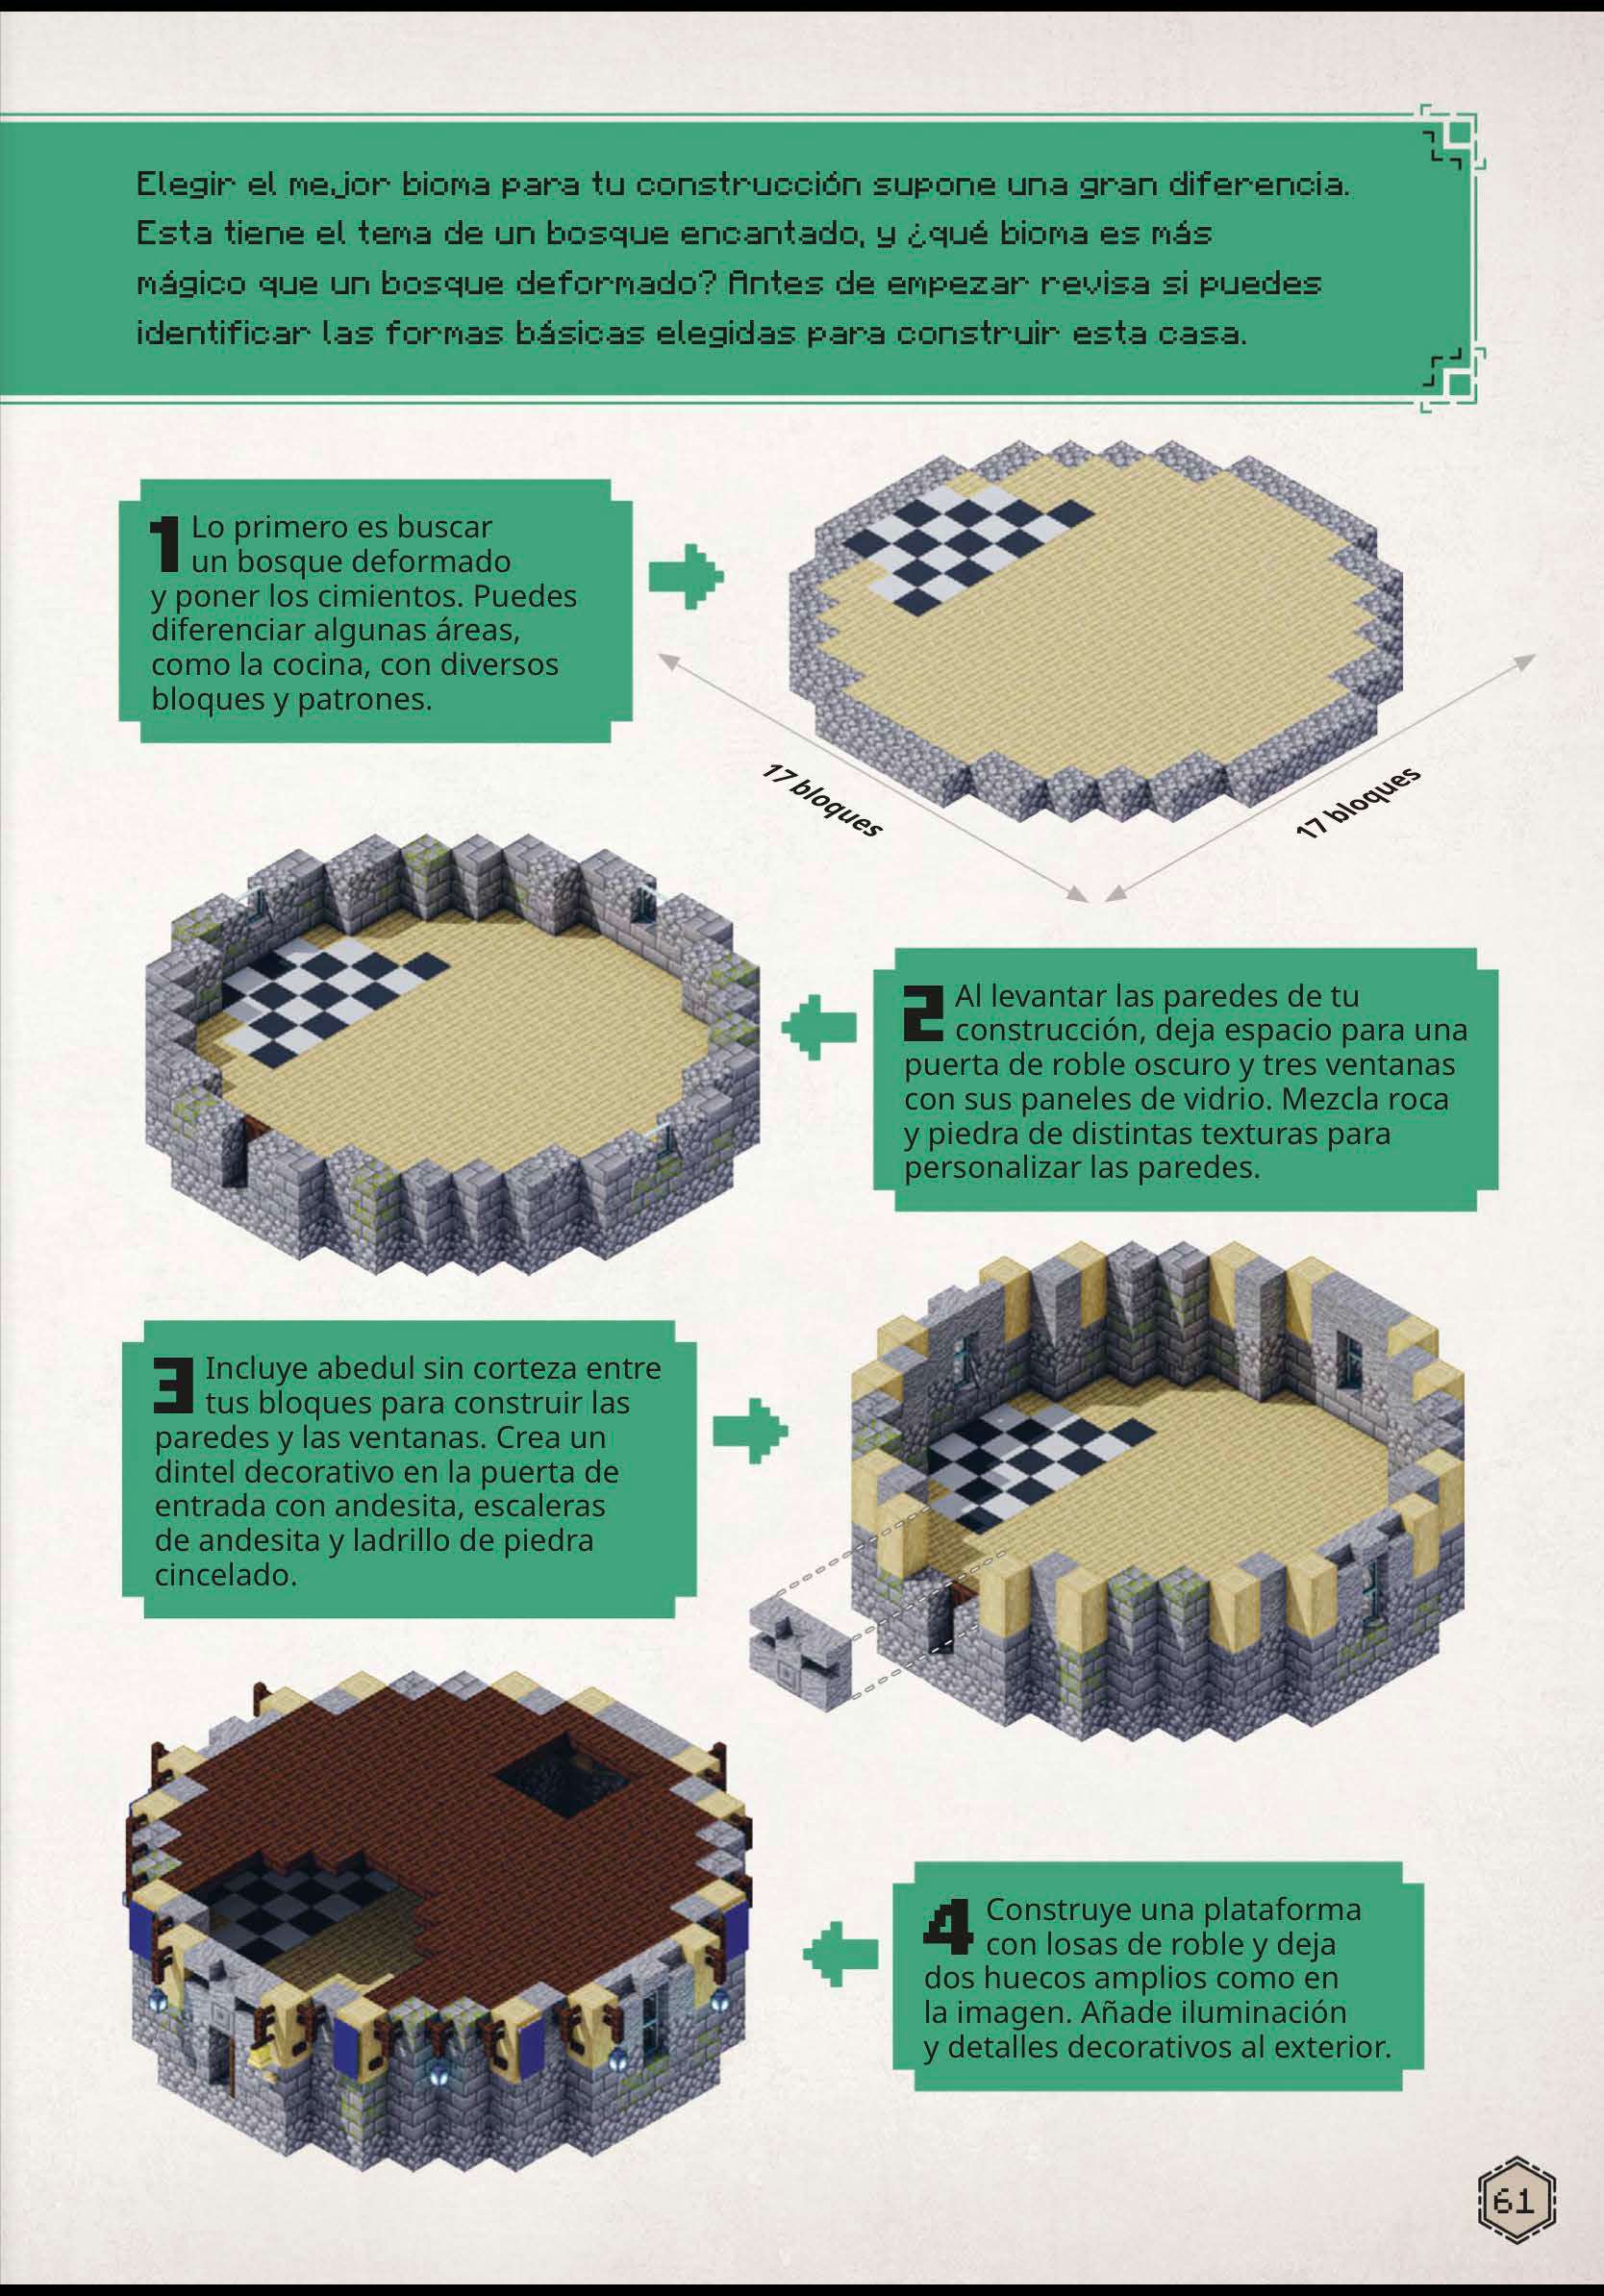 Elegir el mejor bioma para tu construcción supone una gran diferencia.
Esta tiene el tema de un bosque encantado, y ¿qué bioma es más
mágico que un bosque deformado? Antes de empezar revisa si puedes
identificar las formas básicas elegidas para construir esta casa.
1 Lo primero es buscar
un bosque deformado
y poner los cimientos. Puedes
diferenciar algunas áreas,
como la cocina, con diversos
bloques y patrones.
17 bloques
17 bloques
2 Al levantar las paredes de tu
construcción, deja espacio para una
puerta de roble oscuro y tres ventanas
con sus paneles de vidrio. Mezcla roca
y piedra de distintas texturas para
personalizar las paredes.
3 Incluye abedul sin corteza entre
tus bloques para construir las
paredes y las ventanas. Crea un
dintel decorativo en la puerta de
entrada con andesita, escaleras
de andesita y ladrillo de piedra
cincelado.
4 Construye una plataforma
con losas de roble y deja
dos huecos amplios como en
la imagen. Añade iluminación
y detalles decorativos al exterior.
61